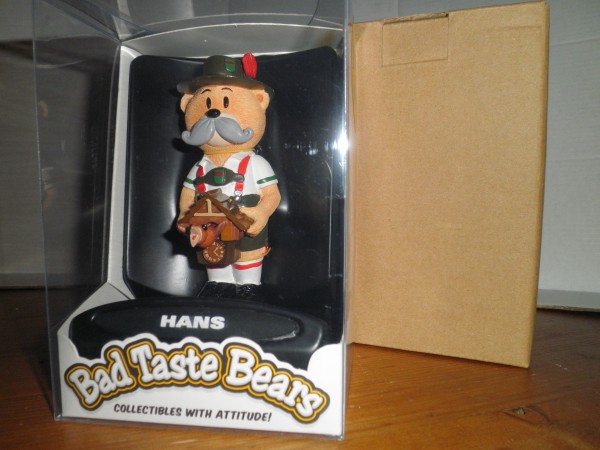 HANS
Bad Taste Bears
COLLECTIBLES WITH ATTITUDE!